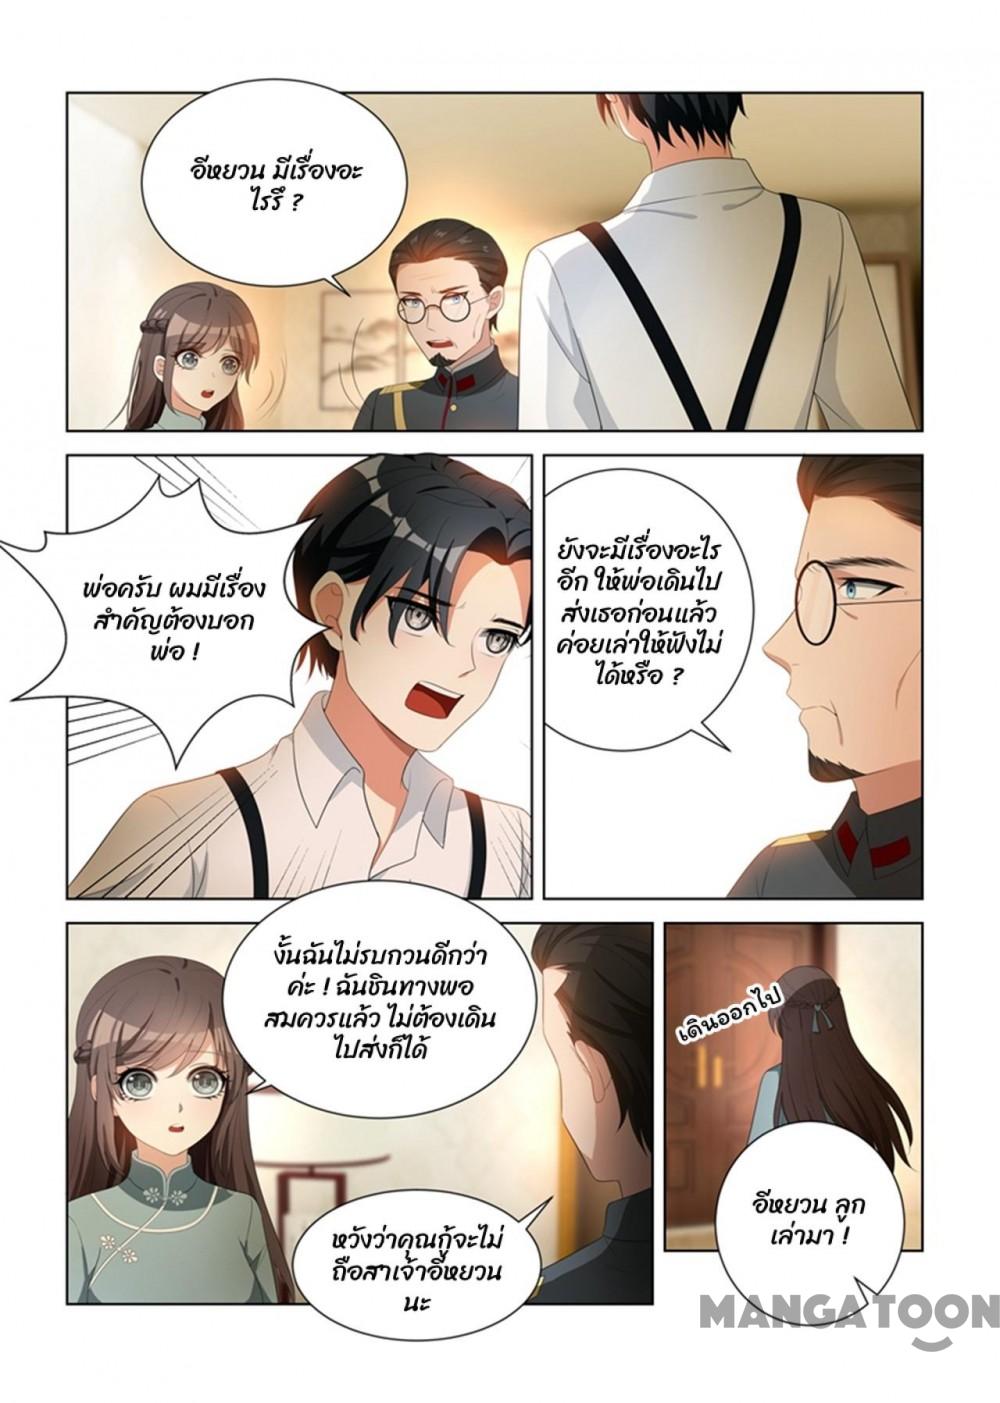 อีหยวน มีเรื่องอะ
ไรรึ ?
พ่อครับ ผมมีเรื่อง
สำคัญต้องบอก
พ่อ !
ยังจะมีเรื่องอะไร
อีก ให้พ่อเดินไป
ส่งเธอก่อนแล้ว
ค่อยเล่าให้ฟังไม่
ได้หรือ ?
งั้นฉันไม่รบกวนดีกว่า
ค่ะ ! ฉันชินทางพอ
สมควรแล้ว ไม่ต้องเดิน
ไปส่งก็ได้
หวังว่าคุณกู้จะไม่
ถือสาเจ้าอีหยวน
นะ
เดินออกไป
อีหยวน ลูก
เล่ามา !
MANGATOON